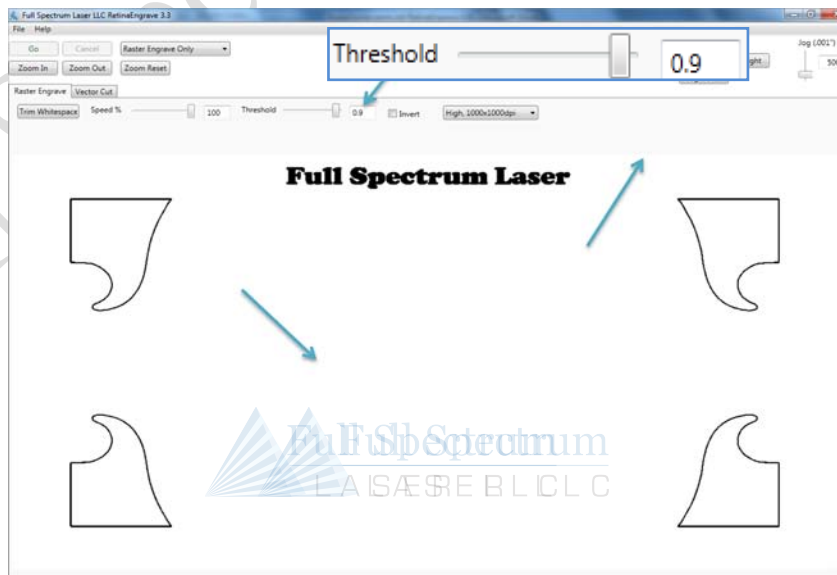 Full Spectrum Laser LLC RetinaEngrave 3.3
File Help
Go Cancel Raster Engrave Only
Zoom In Zoom Out Zoom Reset
Threshold 0.9
Jog (.001")
Raster Engrave Vector Cut
Trim Whitespace Speed % 100 Threshold 0.9 Invert High, 1000x1000dpi
Full Spectrum Laser
Full Spectrum